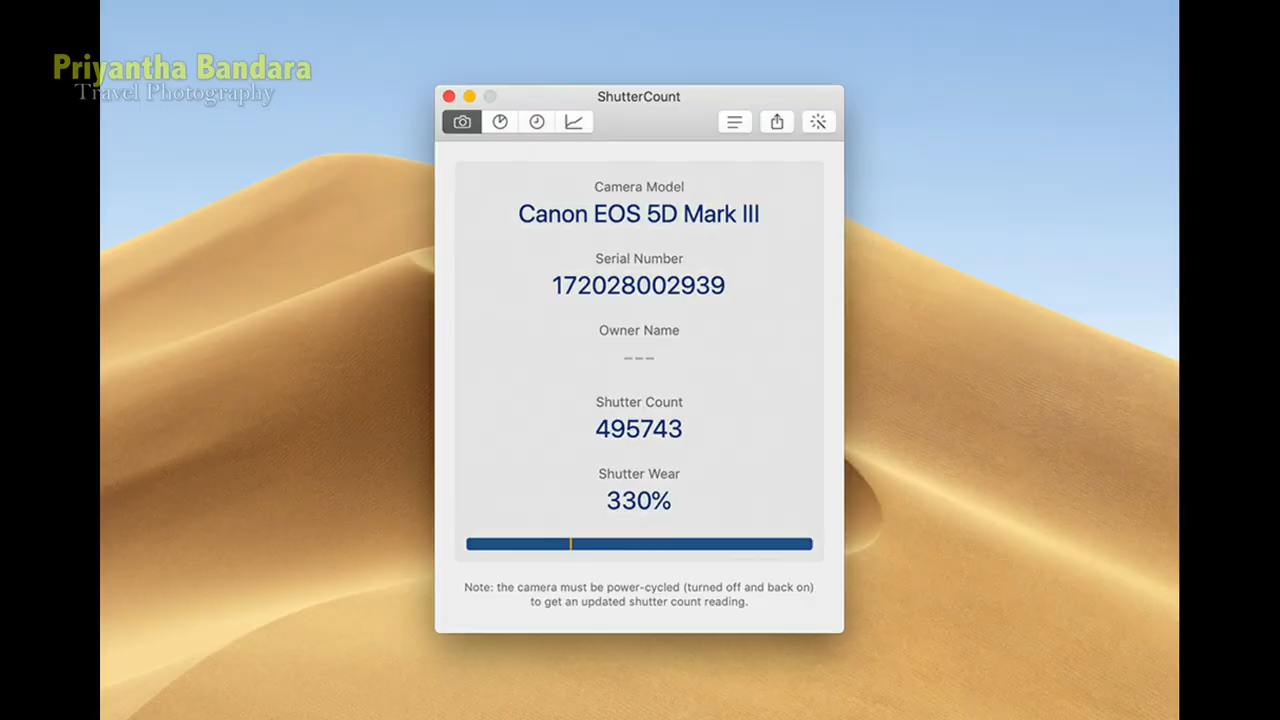 Priyantha Bandara
Travel Photography
ShutterCount
Camera Model
Canon EOS 5D Mark III
Serial Number
172028002939
Owner Name
---
Shutter Count
495743
Shutter Wear
330%
Note: the camera must be power-cycled (turned off and back on)
to get an updated shutter count reading.